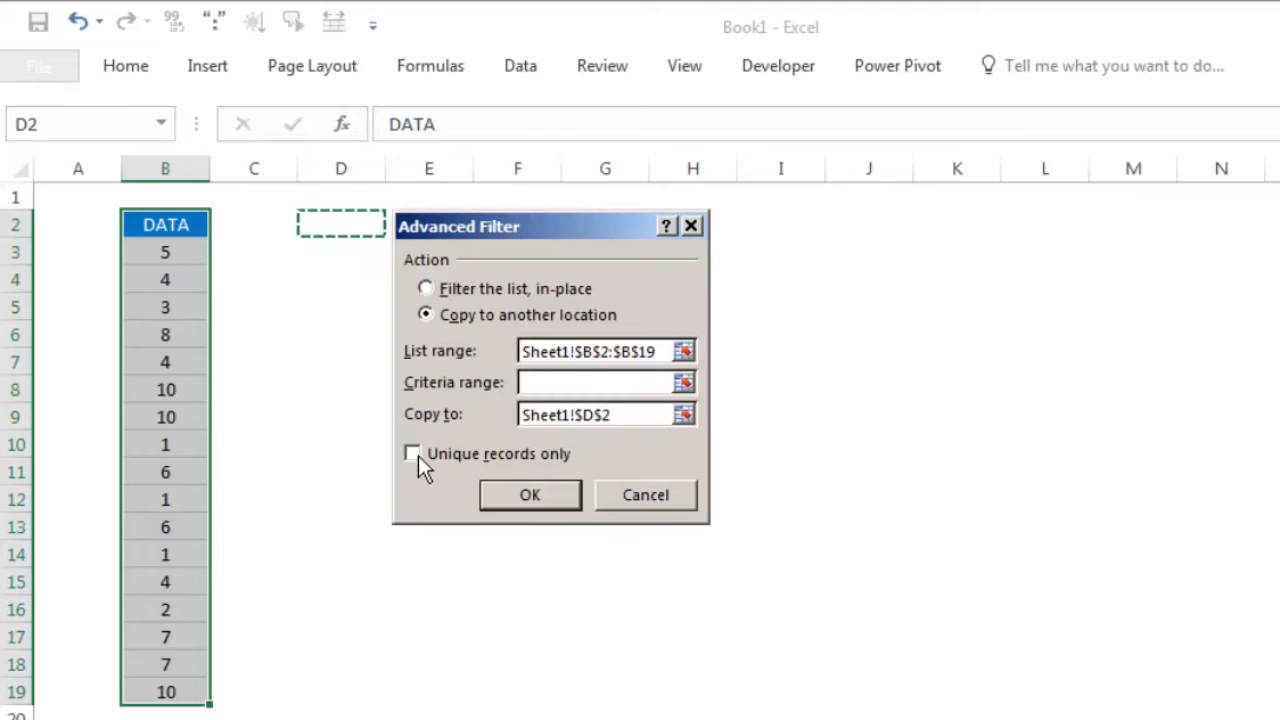 99
Book1 - Excel
File Home Insert Page Layout Formulas Data Review View Developer Power Pivot Tell me what you want to do...
D2 fx DATA
A B C D E F G H I J K L M N
1
2 DATA
3 5
4 4
5 3
6 8
7 4
8 10
9 10
10 1
11 6
12 1
13 6
14 1
15 4
16 2
17 7
18 7
19 10
20
Advanced Filter ?
Action
Filter the list, in-place
Copy to another location
List range: Sheet1!$B$2:$B$19
Criteria range:
Copy to: Sheet1!$D$2
Unique records only
OK Cancel